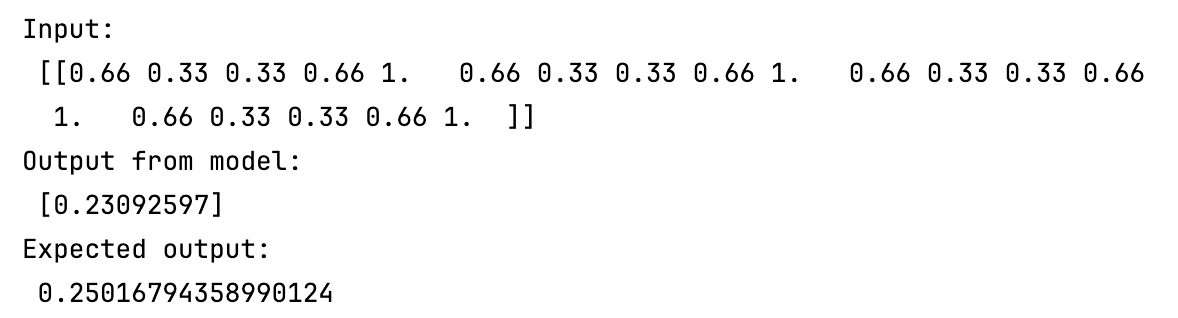 Input:
 [[0.66 0.33 0.33 0.66 1.   0.66 0.33 0.33 0.66 1.   0.66 0.33 0.33 0.66
  1.   0.66 0.33 0.33 0.66 1.  ]]
Output from model:
 [0.23092597]
Expected output:
 0.25016794358990124